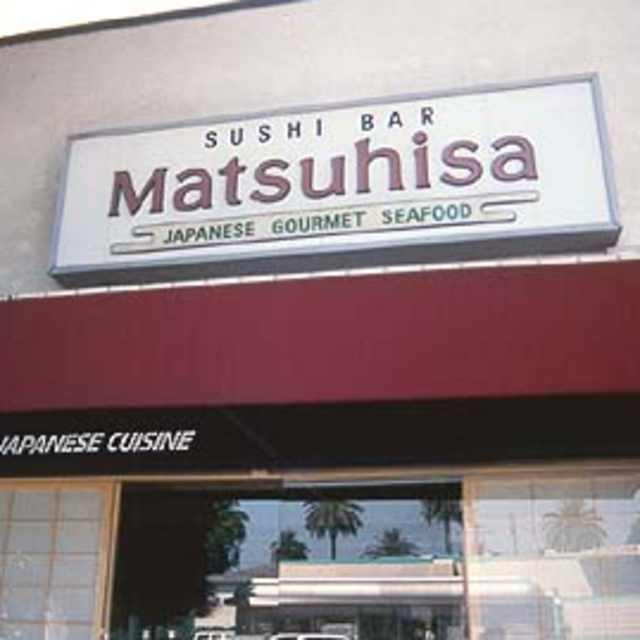 SUSHI BAR
Matsuhisa
JAPANESE GOURMET SEAFOOD
JAPANESE CUISINE